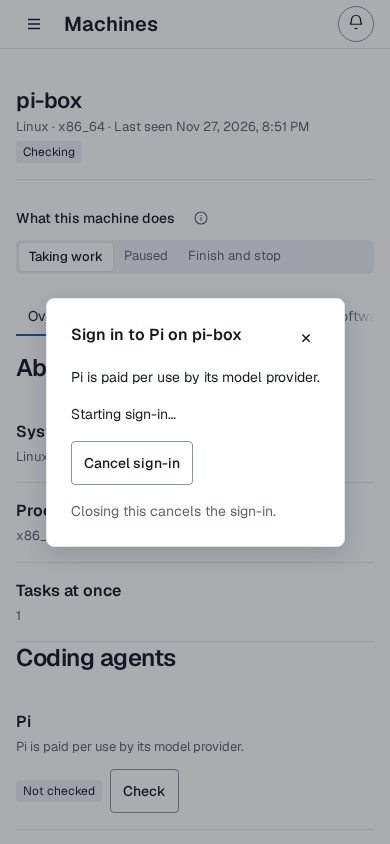 Machines
pi-box
Linux · x86_64 · Last seen Nov 27, 2026, 8:51 PM
Checking
What this machine does
Taking work
Paused
Finish and stop
Sign in to Pi on pi-box
Pi is paid per use by its model provider.
Starting sign-in...
Cancel sign-in
Closing this cancels the sign-in.
Tasks at once
1
Coding agents
Pi
Pi is paid per use by its model provider.
Not checked
Check